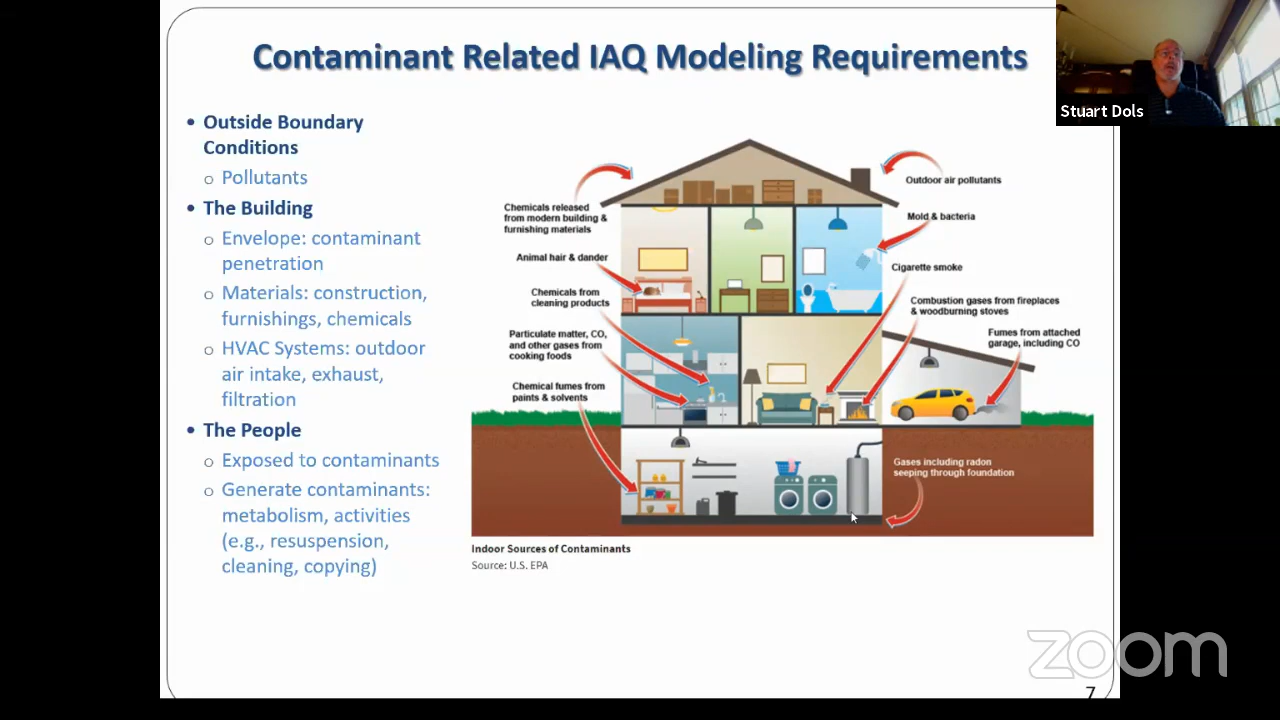 Contaminant Related IAQ Modeling Requirements
Stuart Dols
• Outside Boundary
Conditions
o Pollutants
• The Building
o Envelope: contaminant
penetration
o Materials: construction,
furnishings, chemicals
o HVAC Systems: outdoor
air intake, exhaust,
filtration
• The People
o Exposed to contaminants
o Generate contaminants:
metabolism, activities
(e.g., resuspension,
cleaning, copying)
Chemicals released
from modern building &
furnishing materials
Animal hair & dander
Chemicals from
cleaning products
Particulate matter, CO,
and other gases from
cooking foods
Chemical fumes from
paints & solvents
Outdoor air pollutants
Mold & bacteria
Cigarette smoke
Combustion gases from fireplaces
& woodburning stoves
Fumes from attached
garage, including CO
Gases including radon
seeping through foundation
Indoor Sources of Contaminants
Source: U.S. EPA
zoom
7